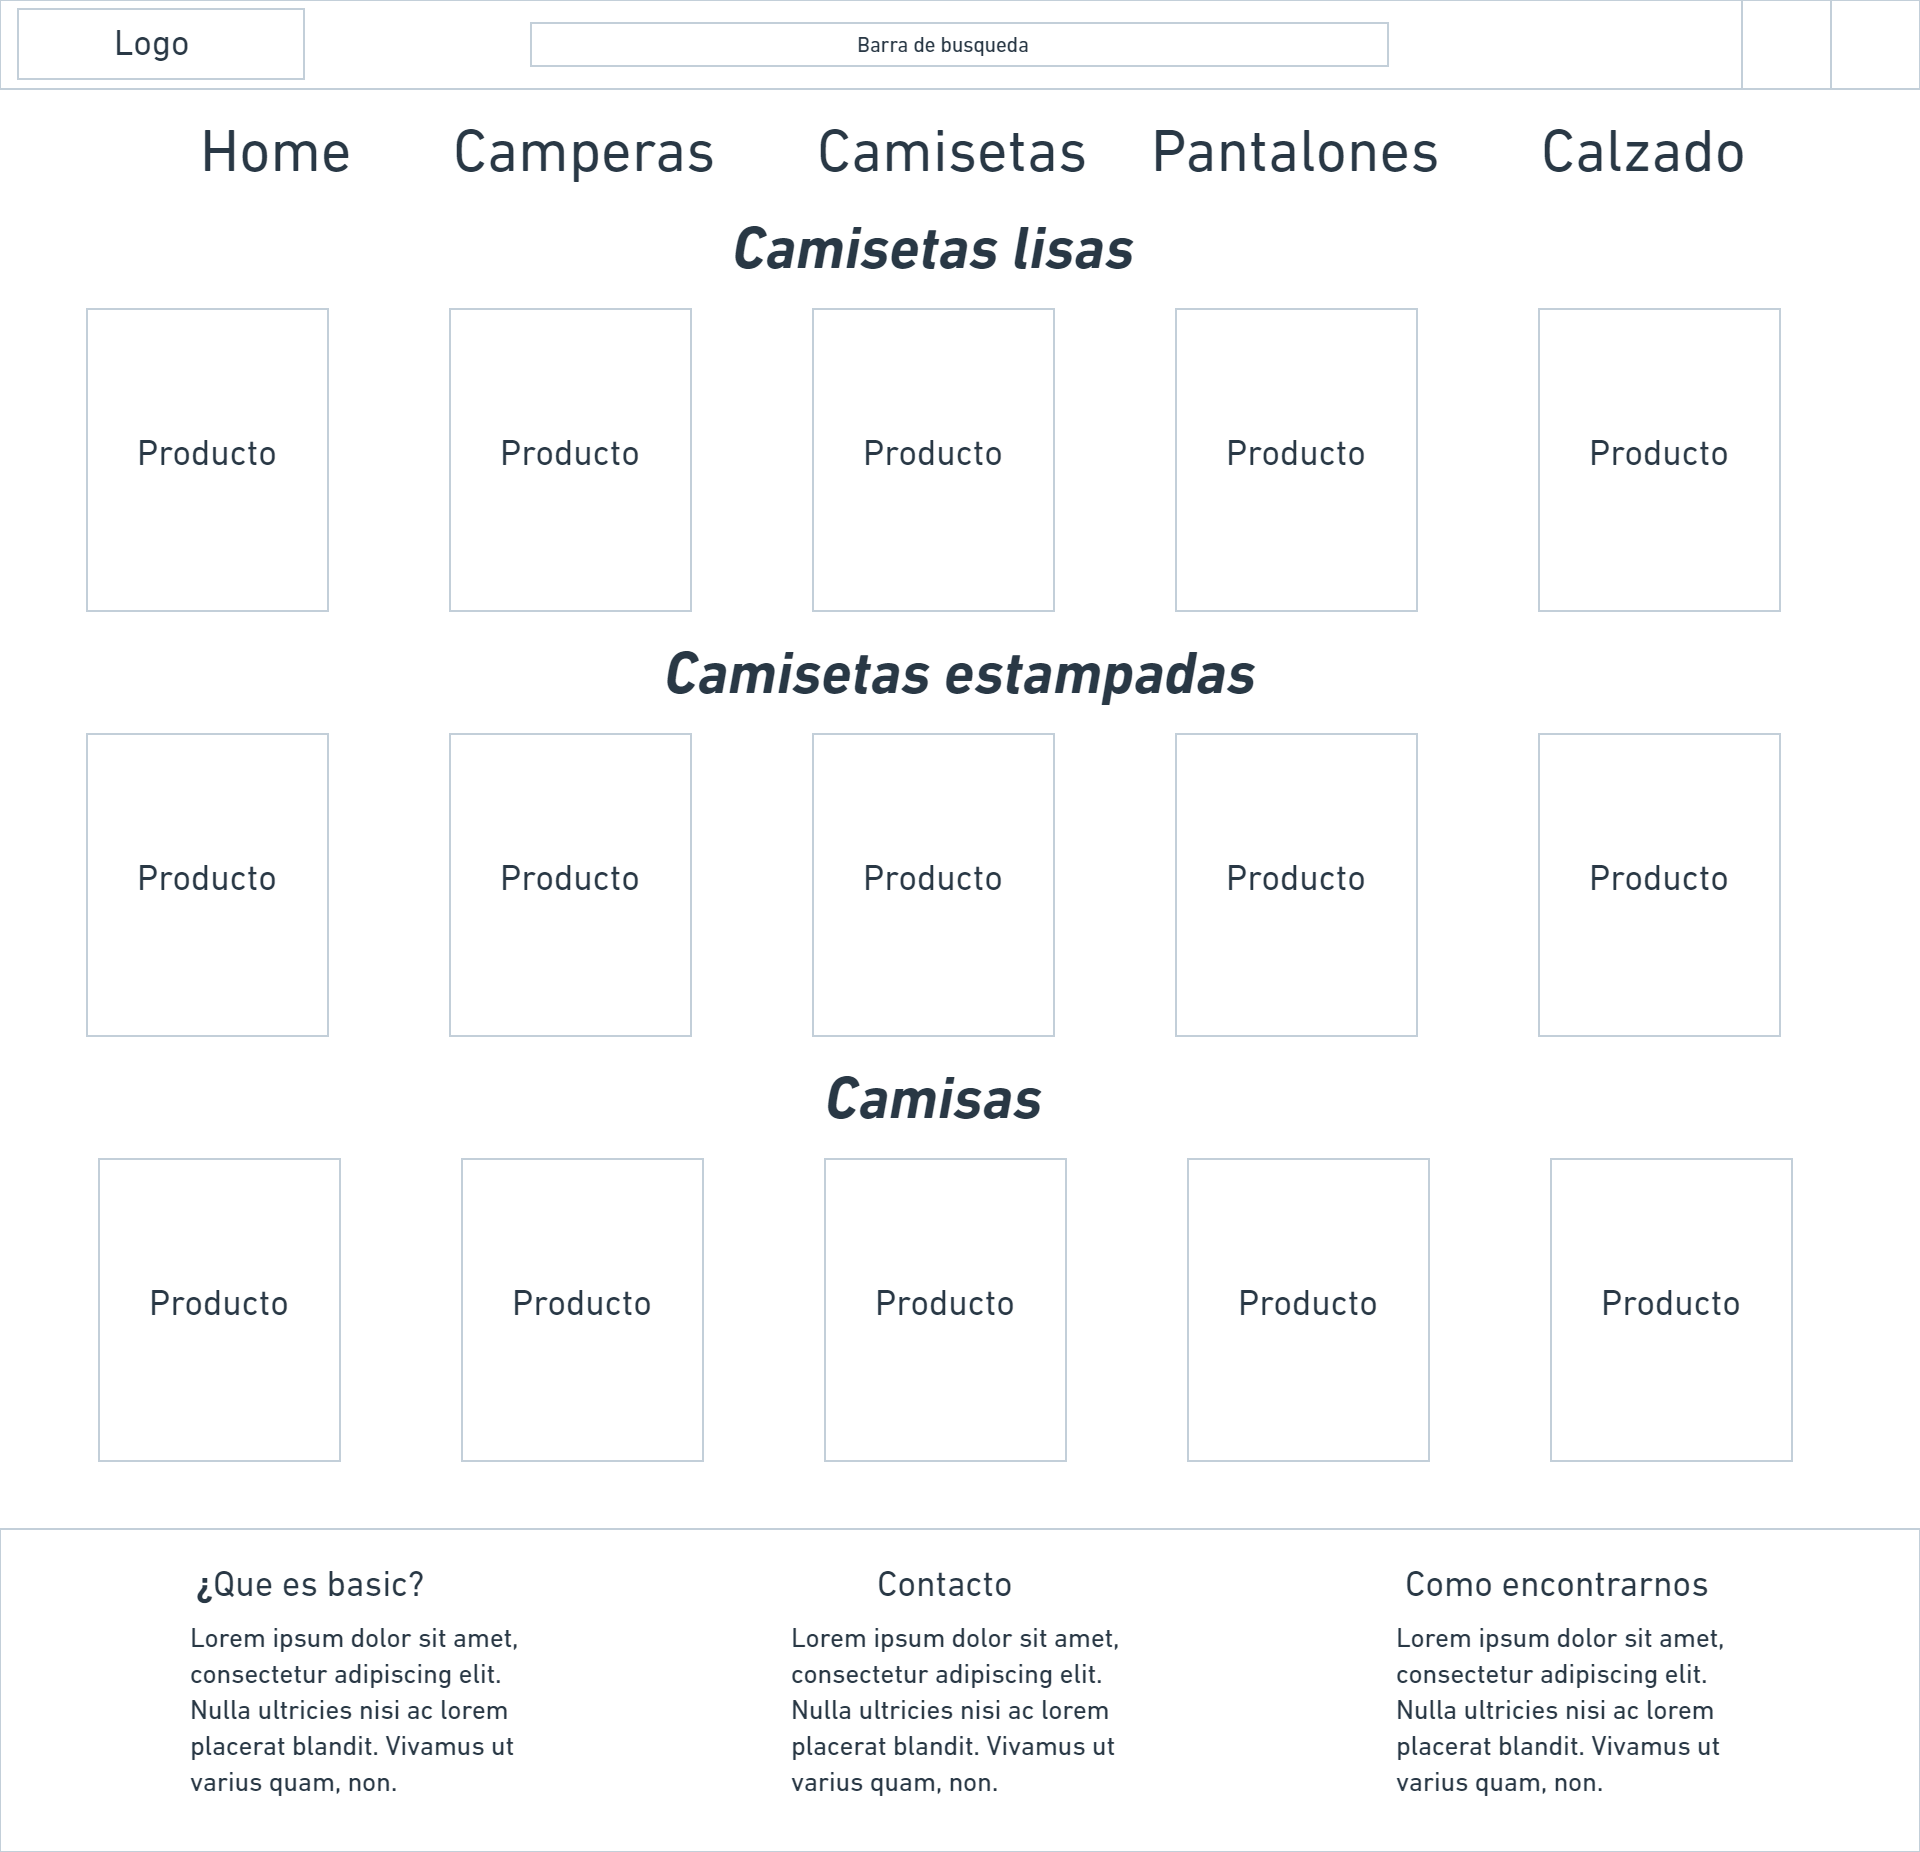 Logo
Barra de busqueda
Home Camperas Camisetas Pantalones Calzado
Camisetas lisas
Producto Producto Producto Producto Producto
Camisetas estampadas
Producto Producto Producto Producto Producto
Camisas
Producto Producto Producto Producto Producto
¿Que es basic?
Lorem ipsum dolor sit amet,
consectetur adipiscing elit.
Nulla ultricies nisi ac lorem
placerat blandit. Vivamus ut
varius quam, non.
Contacto
Lorem ipsum dolor sit amet,
consectetur adipiscing elit.
Nulla ultricies nisi ac lorem
placerat blandit. Vivamus ut
varius quam, non.
Como encontrarnos
Lorem ipsum dolor sit amet,
consectetur adipiscing elit.
Nulla ultricies nisi ac lorem
placerat blandit. Vivamus ut
varius quam, non.